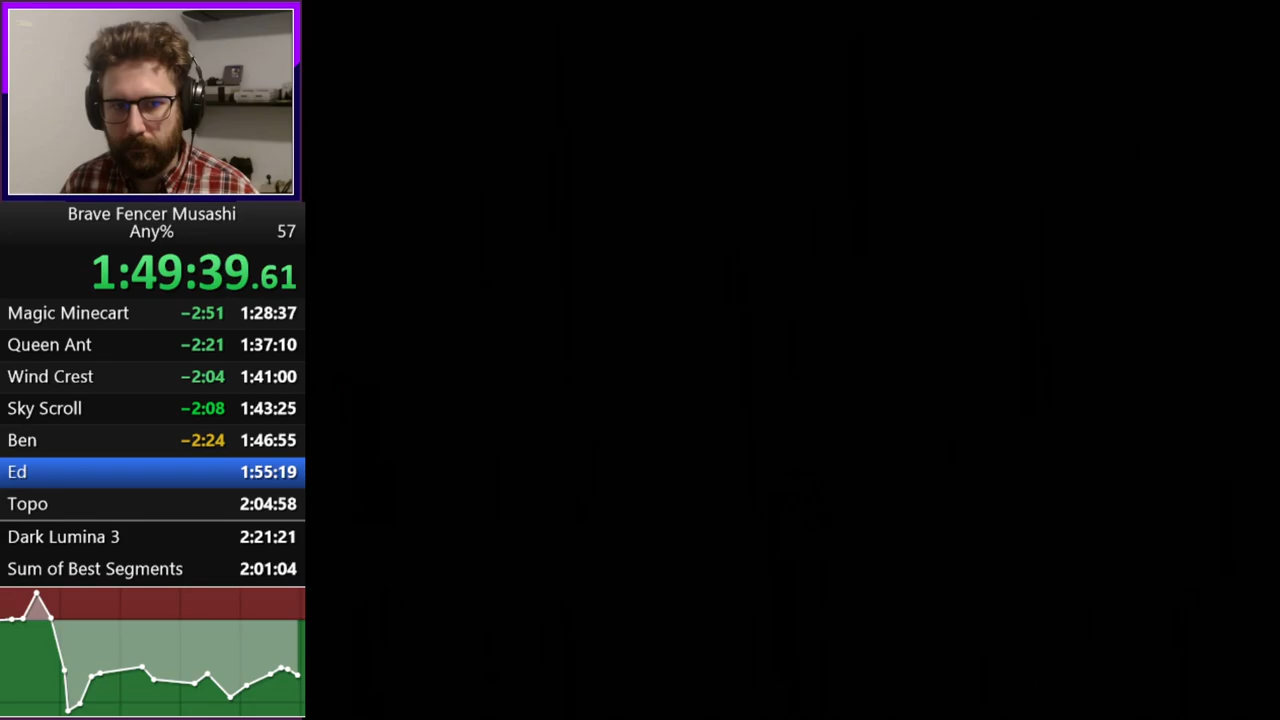 Brave Fencer Musashi
Any% 57
1:49:39.61
Magic Minecart -2:51 1:28:37
Queen Ant -2:21 1:37:10
Wind Crest -2:04 1:41:00
Sky Scroll -2:08 1:43:25
Ben -2:24 1:46:55
Ed 1:55:19
Topo 2:04:58
Dark Lumina 3 2:21:21
Sum of Best Segments 2:01:04